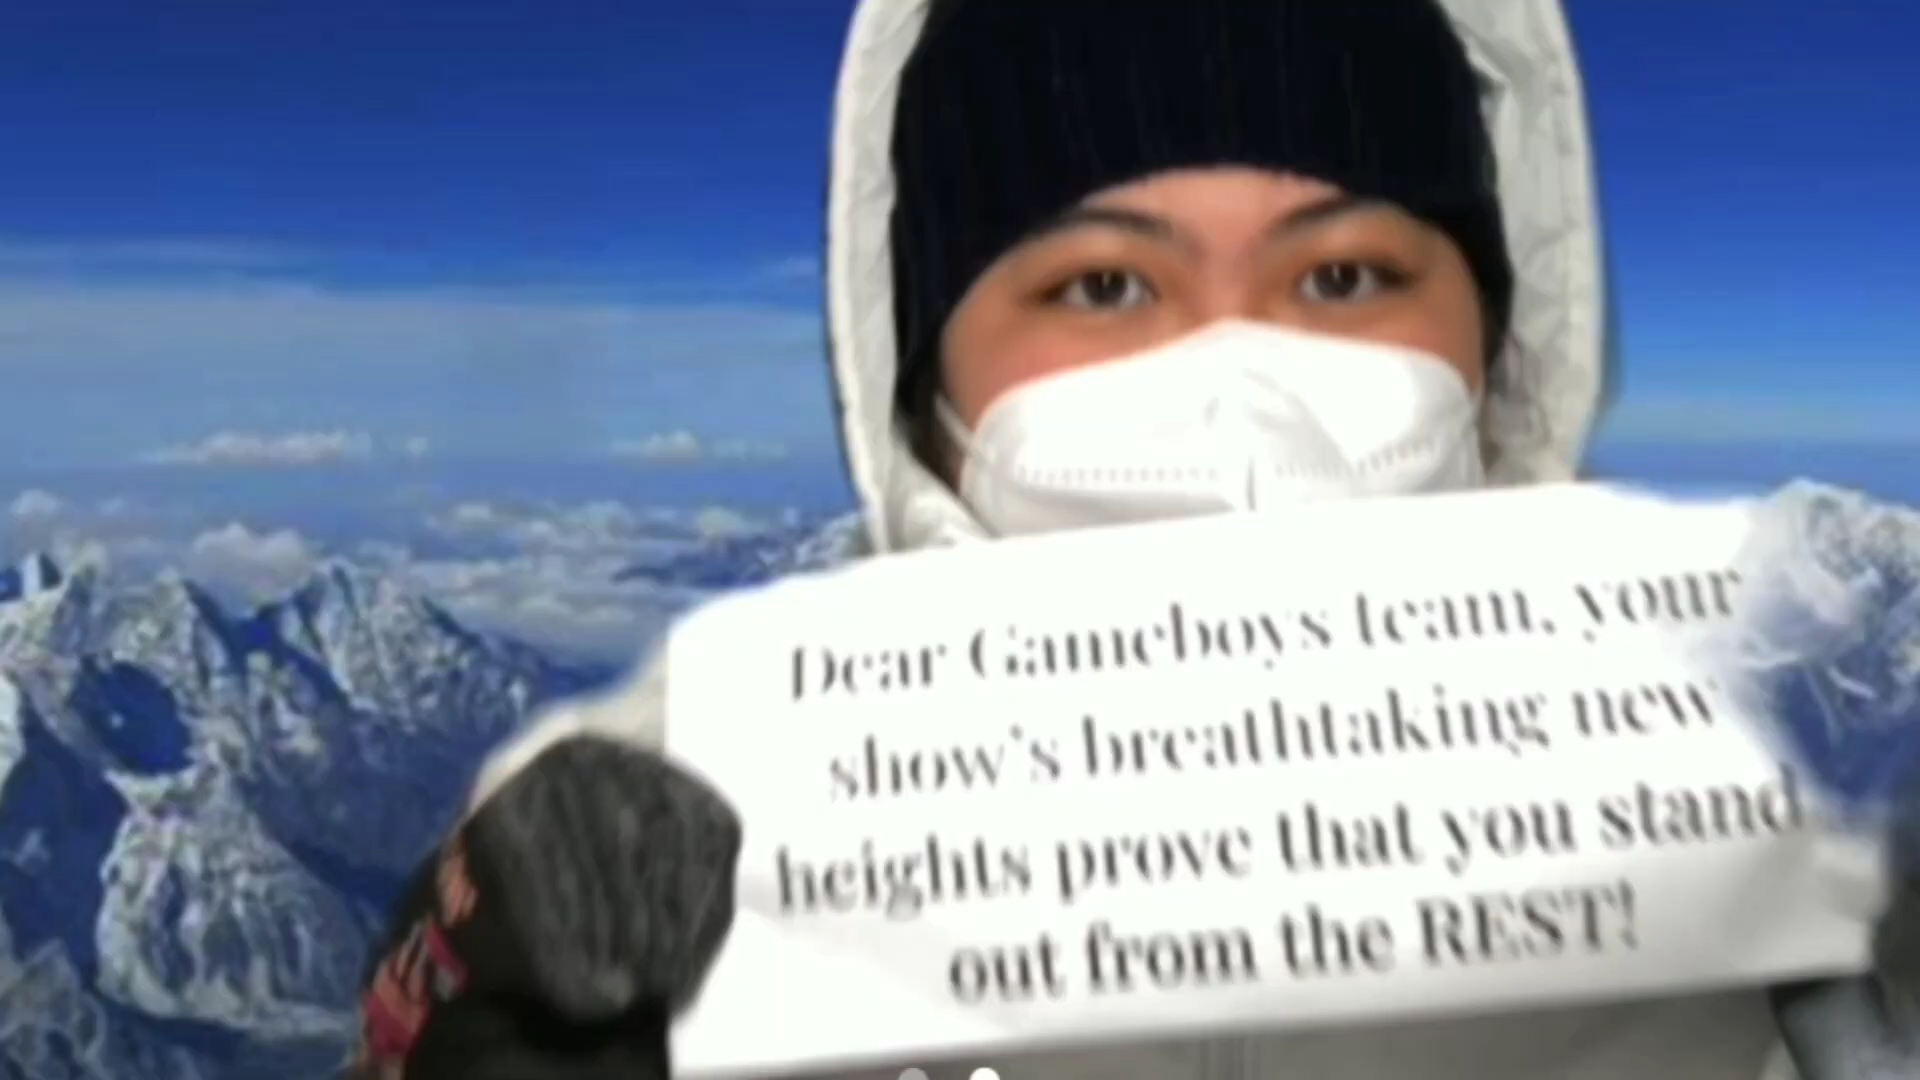 Dear Gameboys team, your
show's breathtaking new
heights prove that you stand
out from the REST!